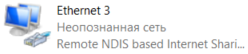 Ethernet 3
Неопознанная сеть
Remote NDIS based Internet Shari...